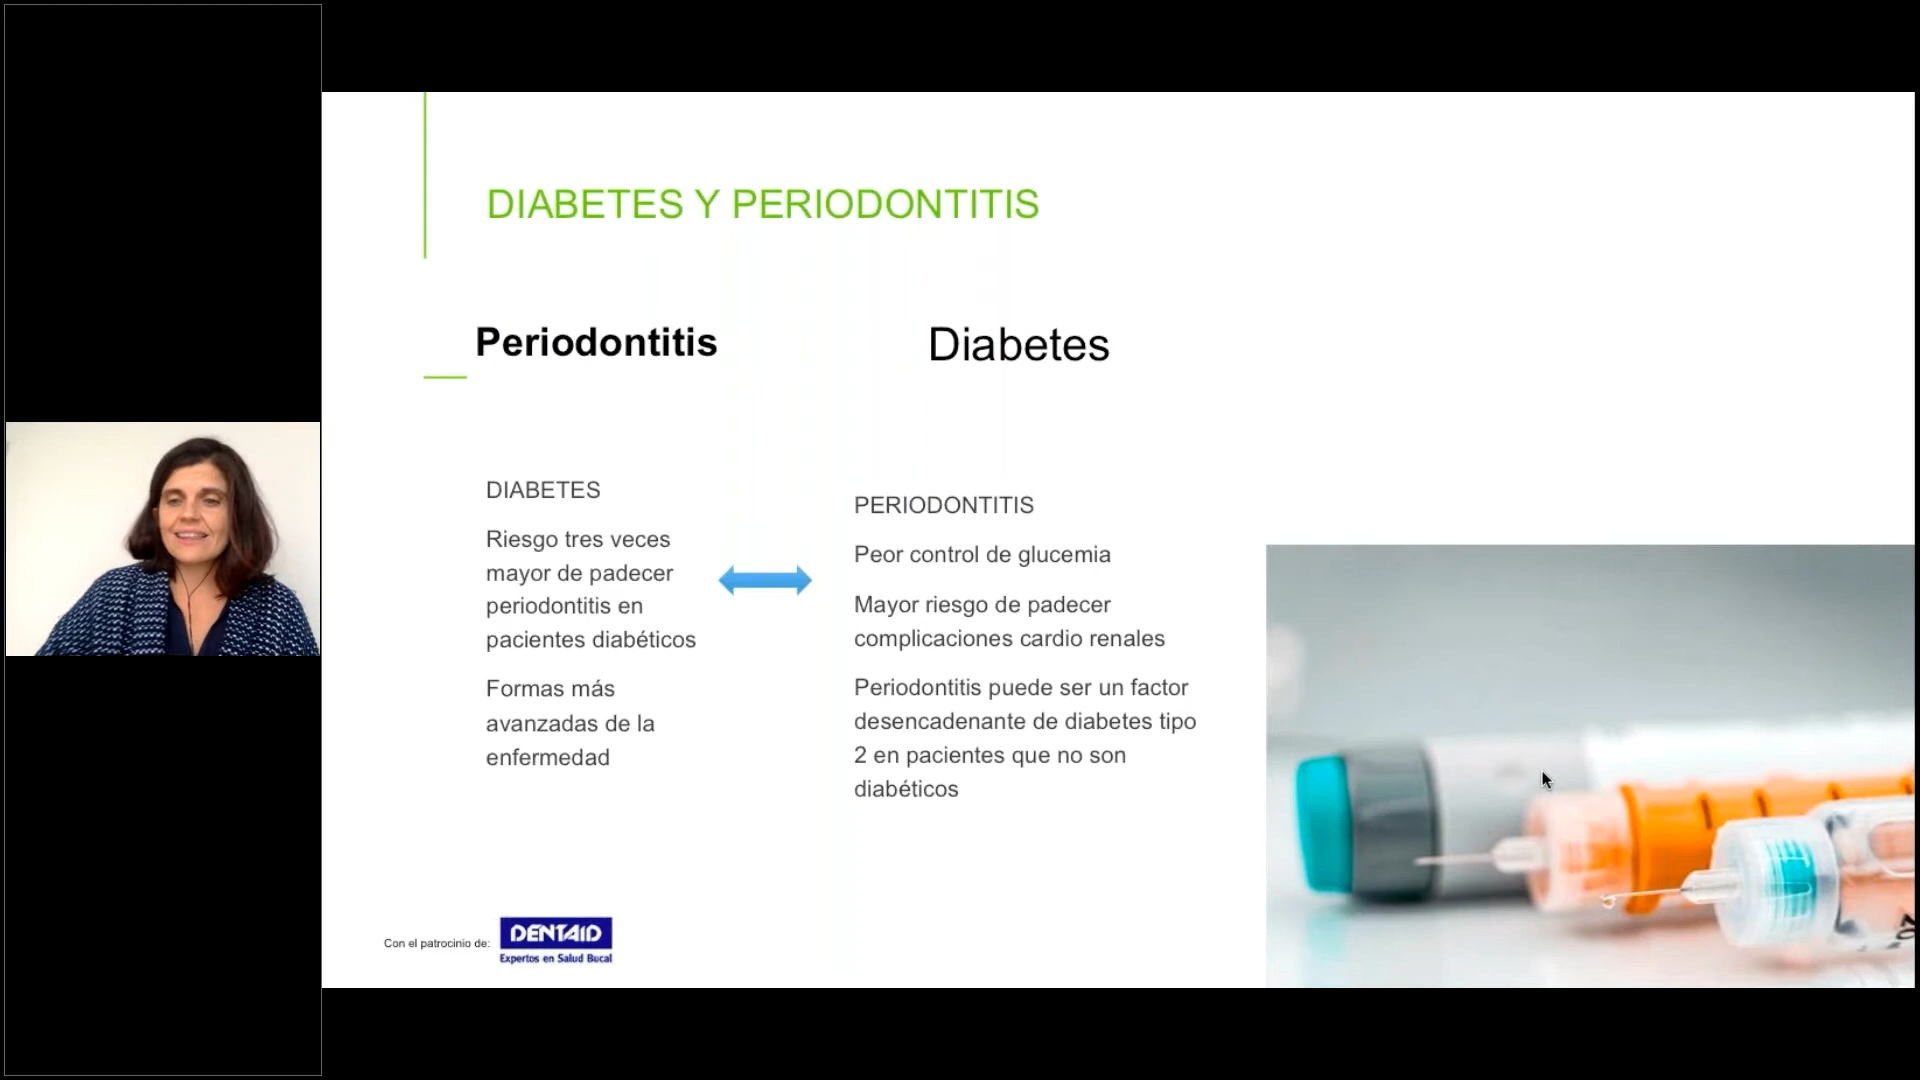 DIABETES Y PERIODONTITIS
Periodontitis
DIABETES
Riesgo tres veces
mayor de padecer
periodontitis en
pacientes diabéticos
Formas más
avanzadas de la
enfermedad
Diabetes
PERIODONTITIS
Peor control de glucemia
Mayor riesgo de padecer
complicaciones cardio renales
Periodontitis puede ser un factor
desencadenante de diabetes tipo
2 en pacientes que no son
diabéticos
Con el patrocinio de:
DENTAID
Expertos en Salud Bucal